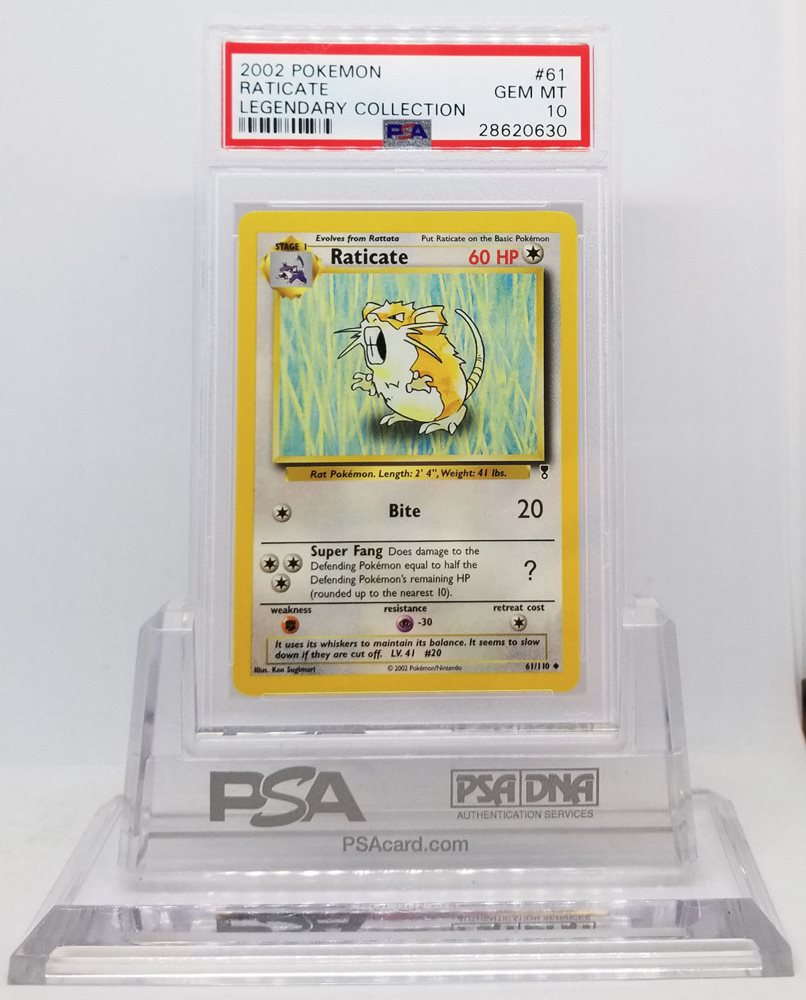 2002 POKEMON #61
RATICATE GEM MT
LEGENDARY COLLECTION 10
PSA 28620630
Evolves from Rattata Put Raticate on the Basic Pokémon
STAGE 1
Raticate 60 HP
Rat Pokémon. Length: 2' 4", Weight: 41 lbs.
Bite 20
Super Fang Does damage to the
Defending Pokémon equal to half the
Defending Pokémon's remaining HP
(rounded up to the nearest 10).
?
weakness resistance retreat cost
-30
It uses its whiskers to maintain its balance. It seems to slow
down if they are cut off. LV. 41 #20
Illus. Ken Sugimori © 2002 Pokémon/Nintendo 61/110
PSA PSA DNA
AUTHENTICATION SERVICES
PSAcard.com